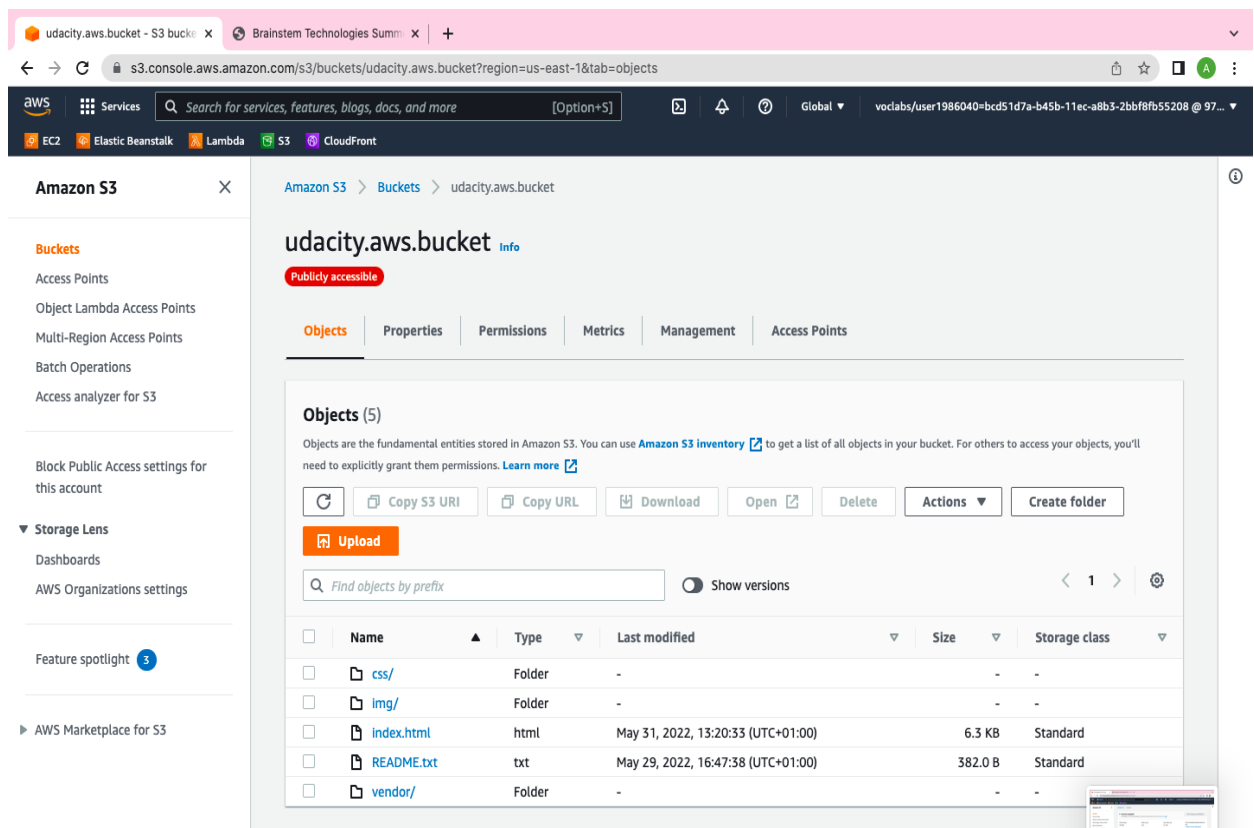 udacity.aws.bucket - S3 bucke
Brainstem Technologies Summ
s3.console.aws.amazon.com/s3/buckets/udacity.aws.bucket?region=us-east-1&tab=objects
A
aws
Services
Search for services, features, blogs, docs, and more
[Option+S]
Global
voclabs/user1986040=bcd51d7a-b45b-11ec-a8b3-2bbf8fb55208 @ 97...
EC2
Elastic Beanstalk
Lambda
S3
CloudFront
Amazon S3
Buckets
Access Points
Object Lambda Access Points
Multi-Region Access Points
Batch Operations
Access analyzer for S3
Block Public Access settings for
this account
Storage Lens
Dashboards
AWS Organizations settings
Feature spotlight 3
AWS Marketplace for S3
Amazon S3 > Buckets > udacity.aws.bucket
udacity.aws.bucket Info
Publicly accessible
Objects
Properties
Permissions
Metrics
Management
Access Points
Objects (5)
Objects are the fundamental entities stored in Amazon S3. You can use Amazon S3 inventory to get a list of all objects in your bucket. For others to access your objects, you'll
need to explicitly grant them permissions. Learn more
Copy S3 URI
Copy URL
Download
Open
Delete
Actions
Create folder
Upload
Find objects by prefix
Show versions
1
Name Type Last modified Size Storage class
css/ Folder - - -
img/ Folder - - -
index.html html May 31, 2022, 13:20:33 (UTC+01:00) 6.3 KB Standard
README.txt txt May 29, 2022, 16:47:38 (UTC+01:00) 382.0 B Standard
vendor/ Folder - - -